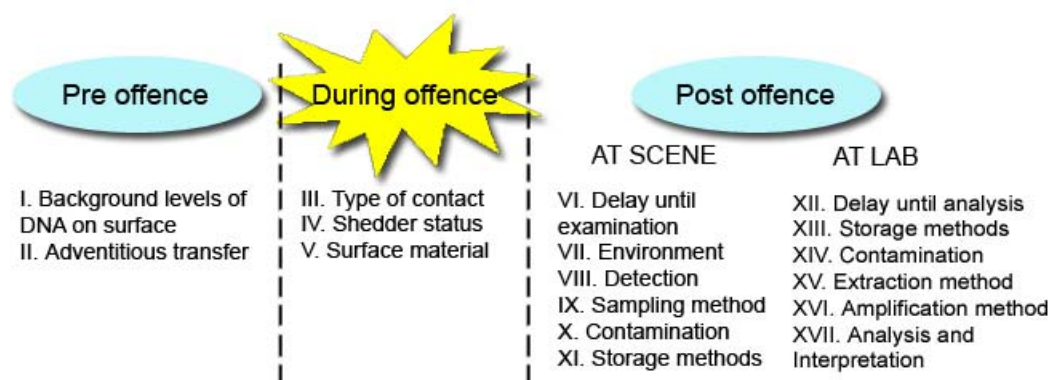 Pre offence
I. Background levels of
DNA on surface
II. Adventitious transfer
During offence
III. Type of contact
IV. Shedder status
V. Surface material
Post offence
AT SCENE
VI. Delay until
examination
VII. Environment
VIII. Detection
IX. Sampling method
X. Contamination
XI. Storage methods
AT LAB
XII. Delay until analysis
XIII. Storage methods
XIV. Contamination
XV. Extraction method
XVI. Amplification method
XVII. Analysis and
Interpretation